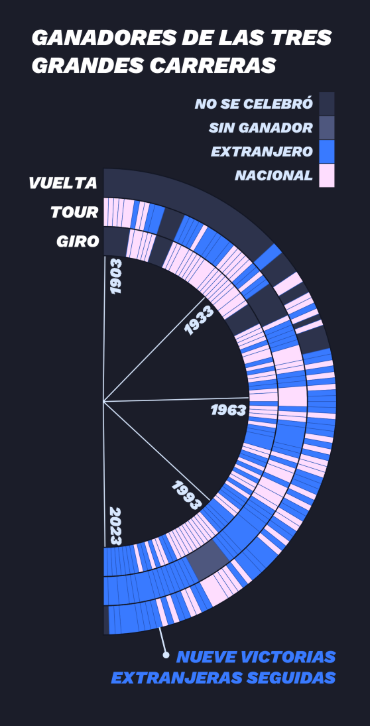 GANADORES DE LAS TRES
GRANDES CARRERAS
NO SE CELEBRÓ
SIN GANADOR
EXTRANJERO
NACIONAL
VUELTA
TOUR
GIRO
1903
1933
1963
1993
2023
NUEVE VICTORIAS
EXTRANJERAS SEGUIDAS